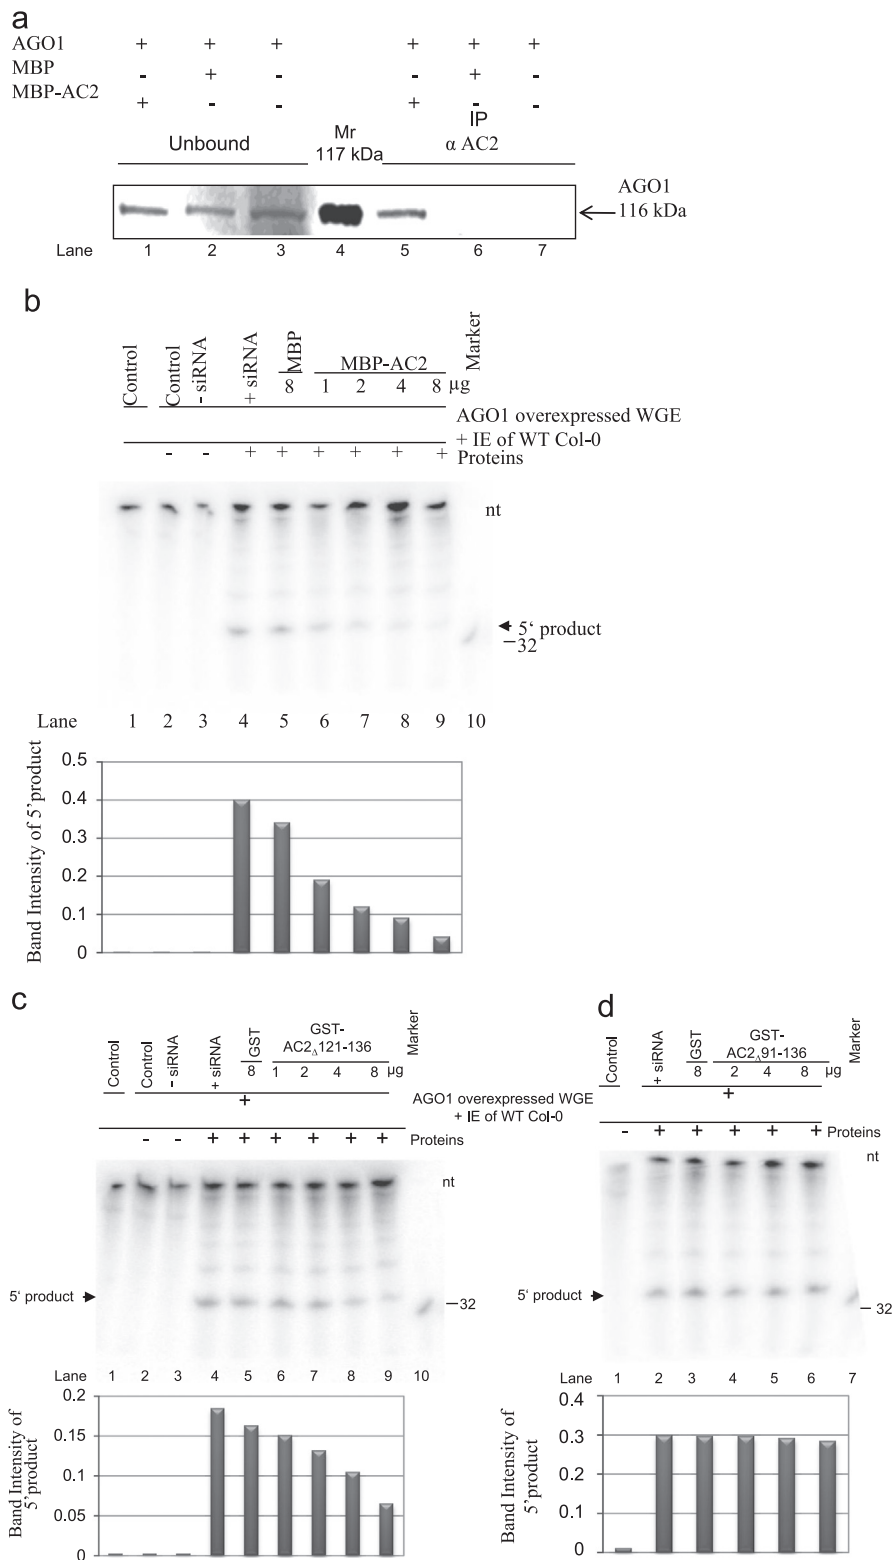 a
AGO1 + + + + + +
MBP - + - - + -
MBP-AC2 + - - + - -
Unbound
Mr
117 kDa
IP
α AC2
AGO1
116 kDa
Lane 1 2 3 4 5 6 7
b
Control
Control
- siRNA
+ siRNA
MBP
8
MBP-AC2
1 2 4 8 µg
Marker
AGO1 overexpressed WGE
+ IE of WT Col-0
- - + + + + + + Proteins
nt
5‘ product
32
Lane 1 2 3 4 5 6 7 8 9 10
Band Intensity of 5’product
0.5
0.4
0.3
0.2
0.1
0
c
Control
Control
- siRNA
+ siRNA
GST
8
GST-
AC2Δ121-136
1 2 4 8 µg
Marker
+
AGO1 overexpressed WGE
+ IE of WT Col-0
- - + + + + + + Proteins
nt
5‘ product
32
Lane 1 2 3 4 5 6 7 8 9 10
Band Intensity of
5’product
0.2
0.15
0.1
0.05
0
d
Control
+ siRNA
GST
8
GST-
AC2Δ91-136
2 4 8 µg
Marker
+
- + + + + + Proteins
nt
5‘ product
32
Lane 1 2 3 4 5 6 7
Band Intensity of
5’product
0.4
0.3
0.2
0.1
0